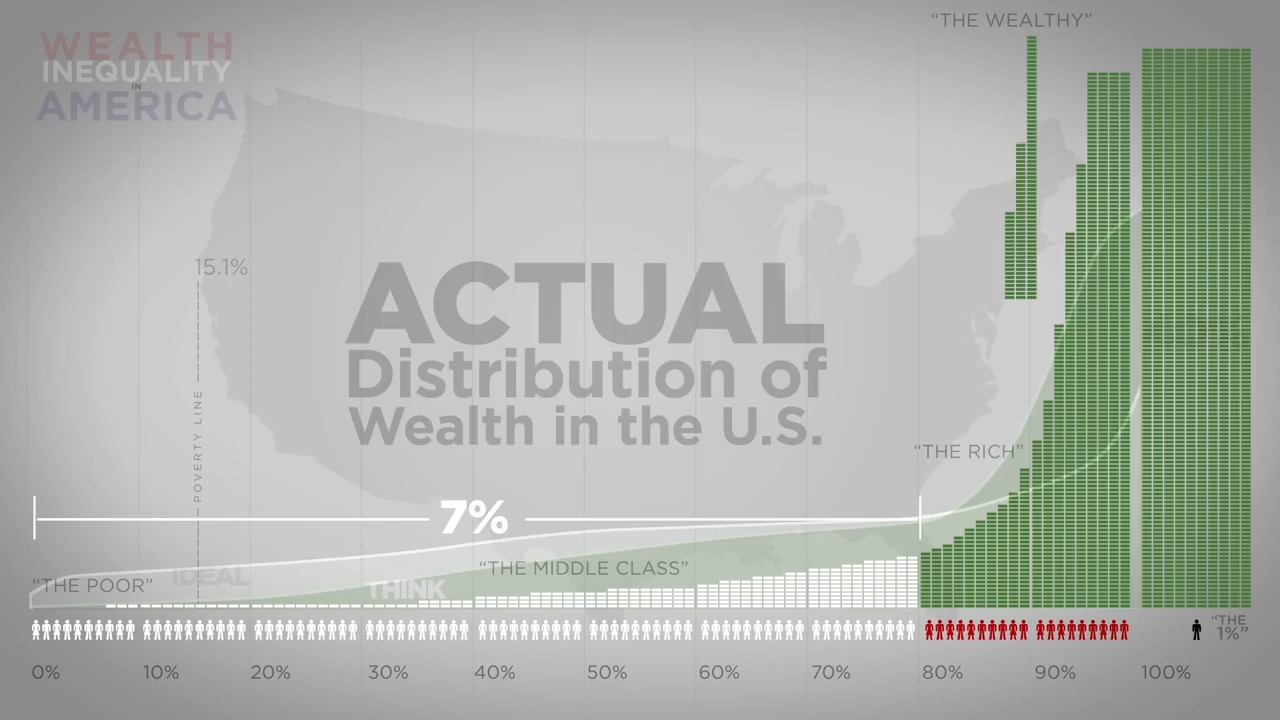 "THE WEALTHY"
WEALTH
INEQUALITY
IN
AMERICA
15.1%
POVERTY LINE
ACTUAL
Distribution of
Wealth in the U.S.
"THE RICH"
7%
"THE POOR"
IDEAL
THINK
"THE MIDDLE CLASS"
"THE
1%"
0% 10% 20% 30% 40% 50% 60% 70% 80% 90% 100%